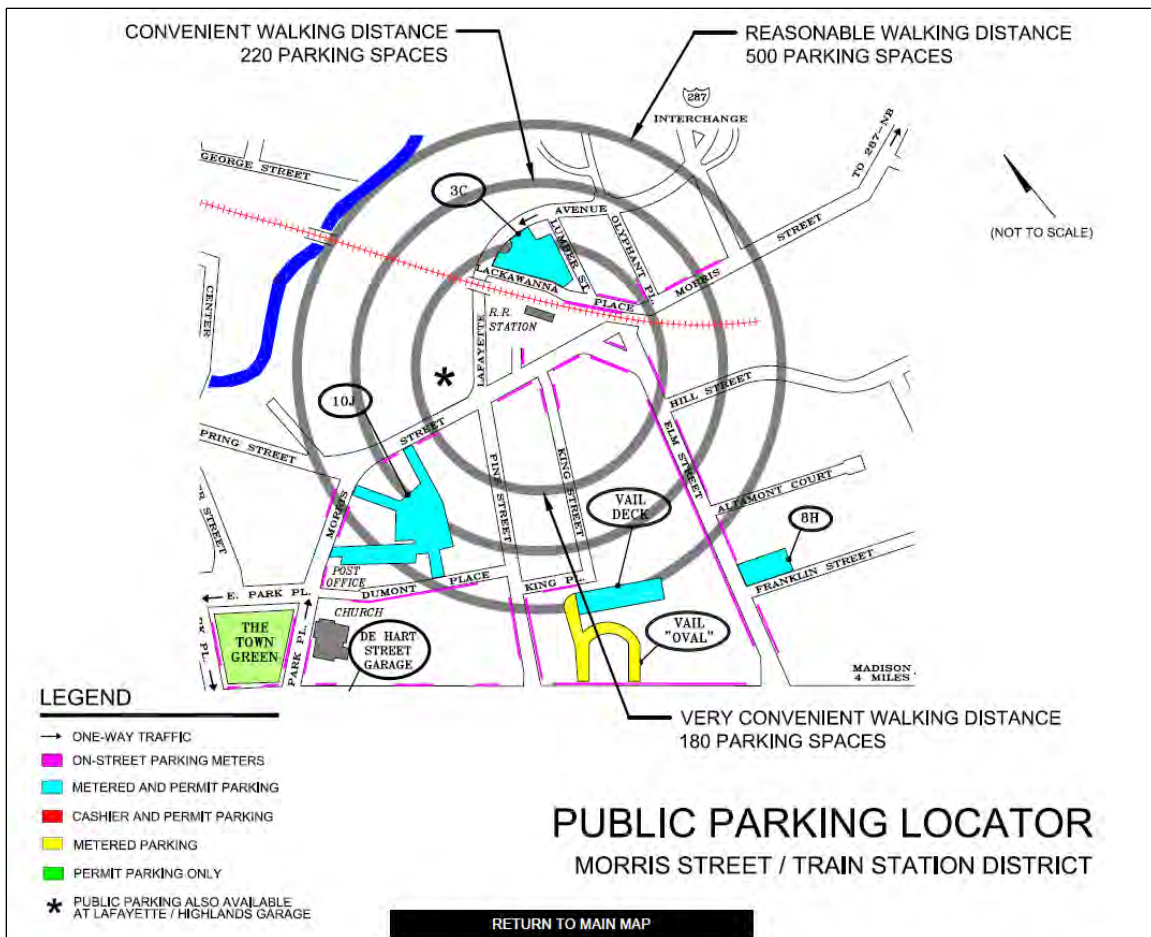 CONVENIENT WALKING DISTANCE
220 PARKING SPACES
REASONABLE WALKING DISTANCE
500 PARKING SPACES
287
INTERCHANGE
TO 287-NB
GEORGE STREET
3C
AVENUE
LUMBER ST.
OLYPHANT PL.
MORRIS STREET
(NOT TO SCALE)
CENTER
LACKAWANNA PLACE
R.R.
STATION
LAFAYETTE
*
10J
STREET
HILL STREET
PRING STREET
PINE STREET
KING STREET
ELM STREET
ALTAMONT COURT
VAIL
DECK
8H
R STREET
MORRIS
POST
OFFICE
DUMONT PLACE
KING PL.
FRANKLIN STREET
E. PARK PL.
CHURCH
THE
TOWN
GREEN
PARK PL.
RK PL.
DE HART
STREET
GARAGE
VAIL
"OVAL"
MADISON
4 MILES
LEGEND
ONE-WAY TRAFFIC
ON-STREET PARKING METERS
METERED AND PERMIT PARKING
CASHIER AND PERMIT PARKING
METERED PARKING
PERMIT PARKING ONLY
* PUBLIC PARKING ALSO AVAILABLE
AT LAFAYETTE / HIGHLANDS GARAGE
VERY CONVENIENT WALKING DISTANCE
180 PARKING SPACES
PUBLIC PARKING LOCATOR
MORRIS STREET / TRAIN STATION DISTRICT
RETURN TO MAIN MAP